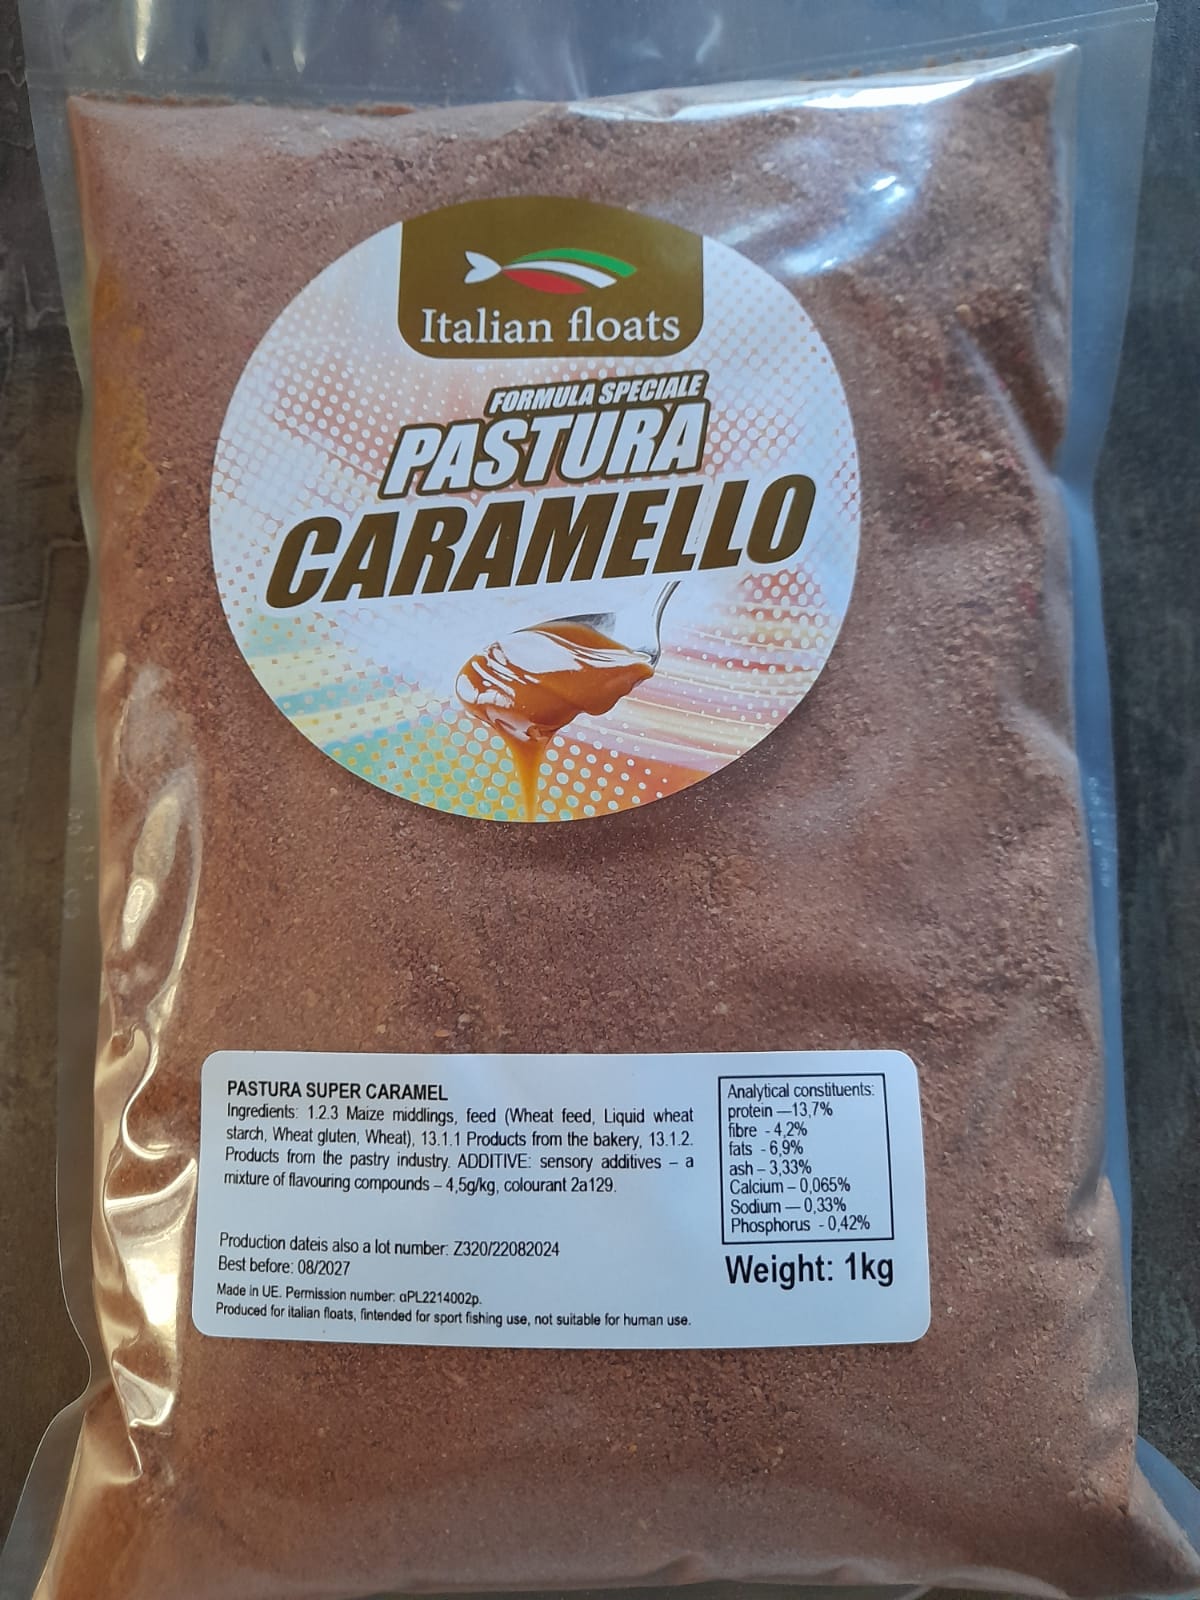 Italian floats
FORMULA SPECIALE
PASTURA
CARAMELLO
PASTURA SUPER CARAMEL
Ingredients: 1.2.3 Maize middlings, feed (Wheat feed, Liquid wheat
starch, Wheat gluten, Wheat), 13.1.1 Products from the bakery, 13.1.2.
Products from the pastry industry. ADDITIVE: sensory additives – a
mixture of flavouring compounds – 4,5g/kg, colourant 2a129.
Production dateis also a lot number: Z320/22082024
Best before: 08/2027
Made in UE. Permission number: αPL2214002p.
Produced for italian floats, fintended for sport fishing use, not suitable for human use.
Analytical constituents:
protein —13,7%
fibre - 4,2%
fats - 6,9%
ash – 3,33%
Calcium – 0,065%
Sodium — 0,33%
Phosphorus - 0,42%
Weight: 1kg